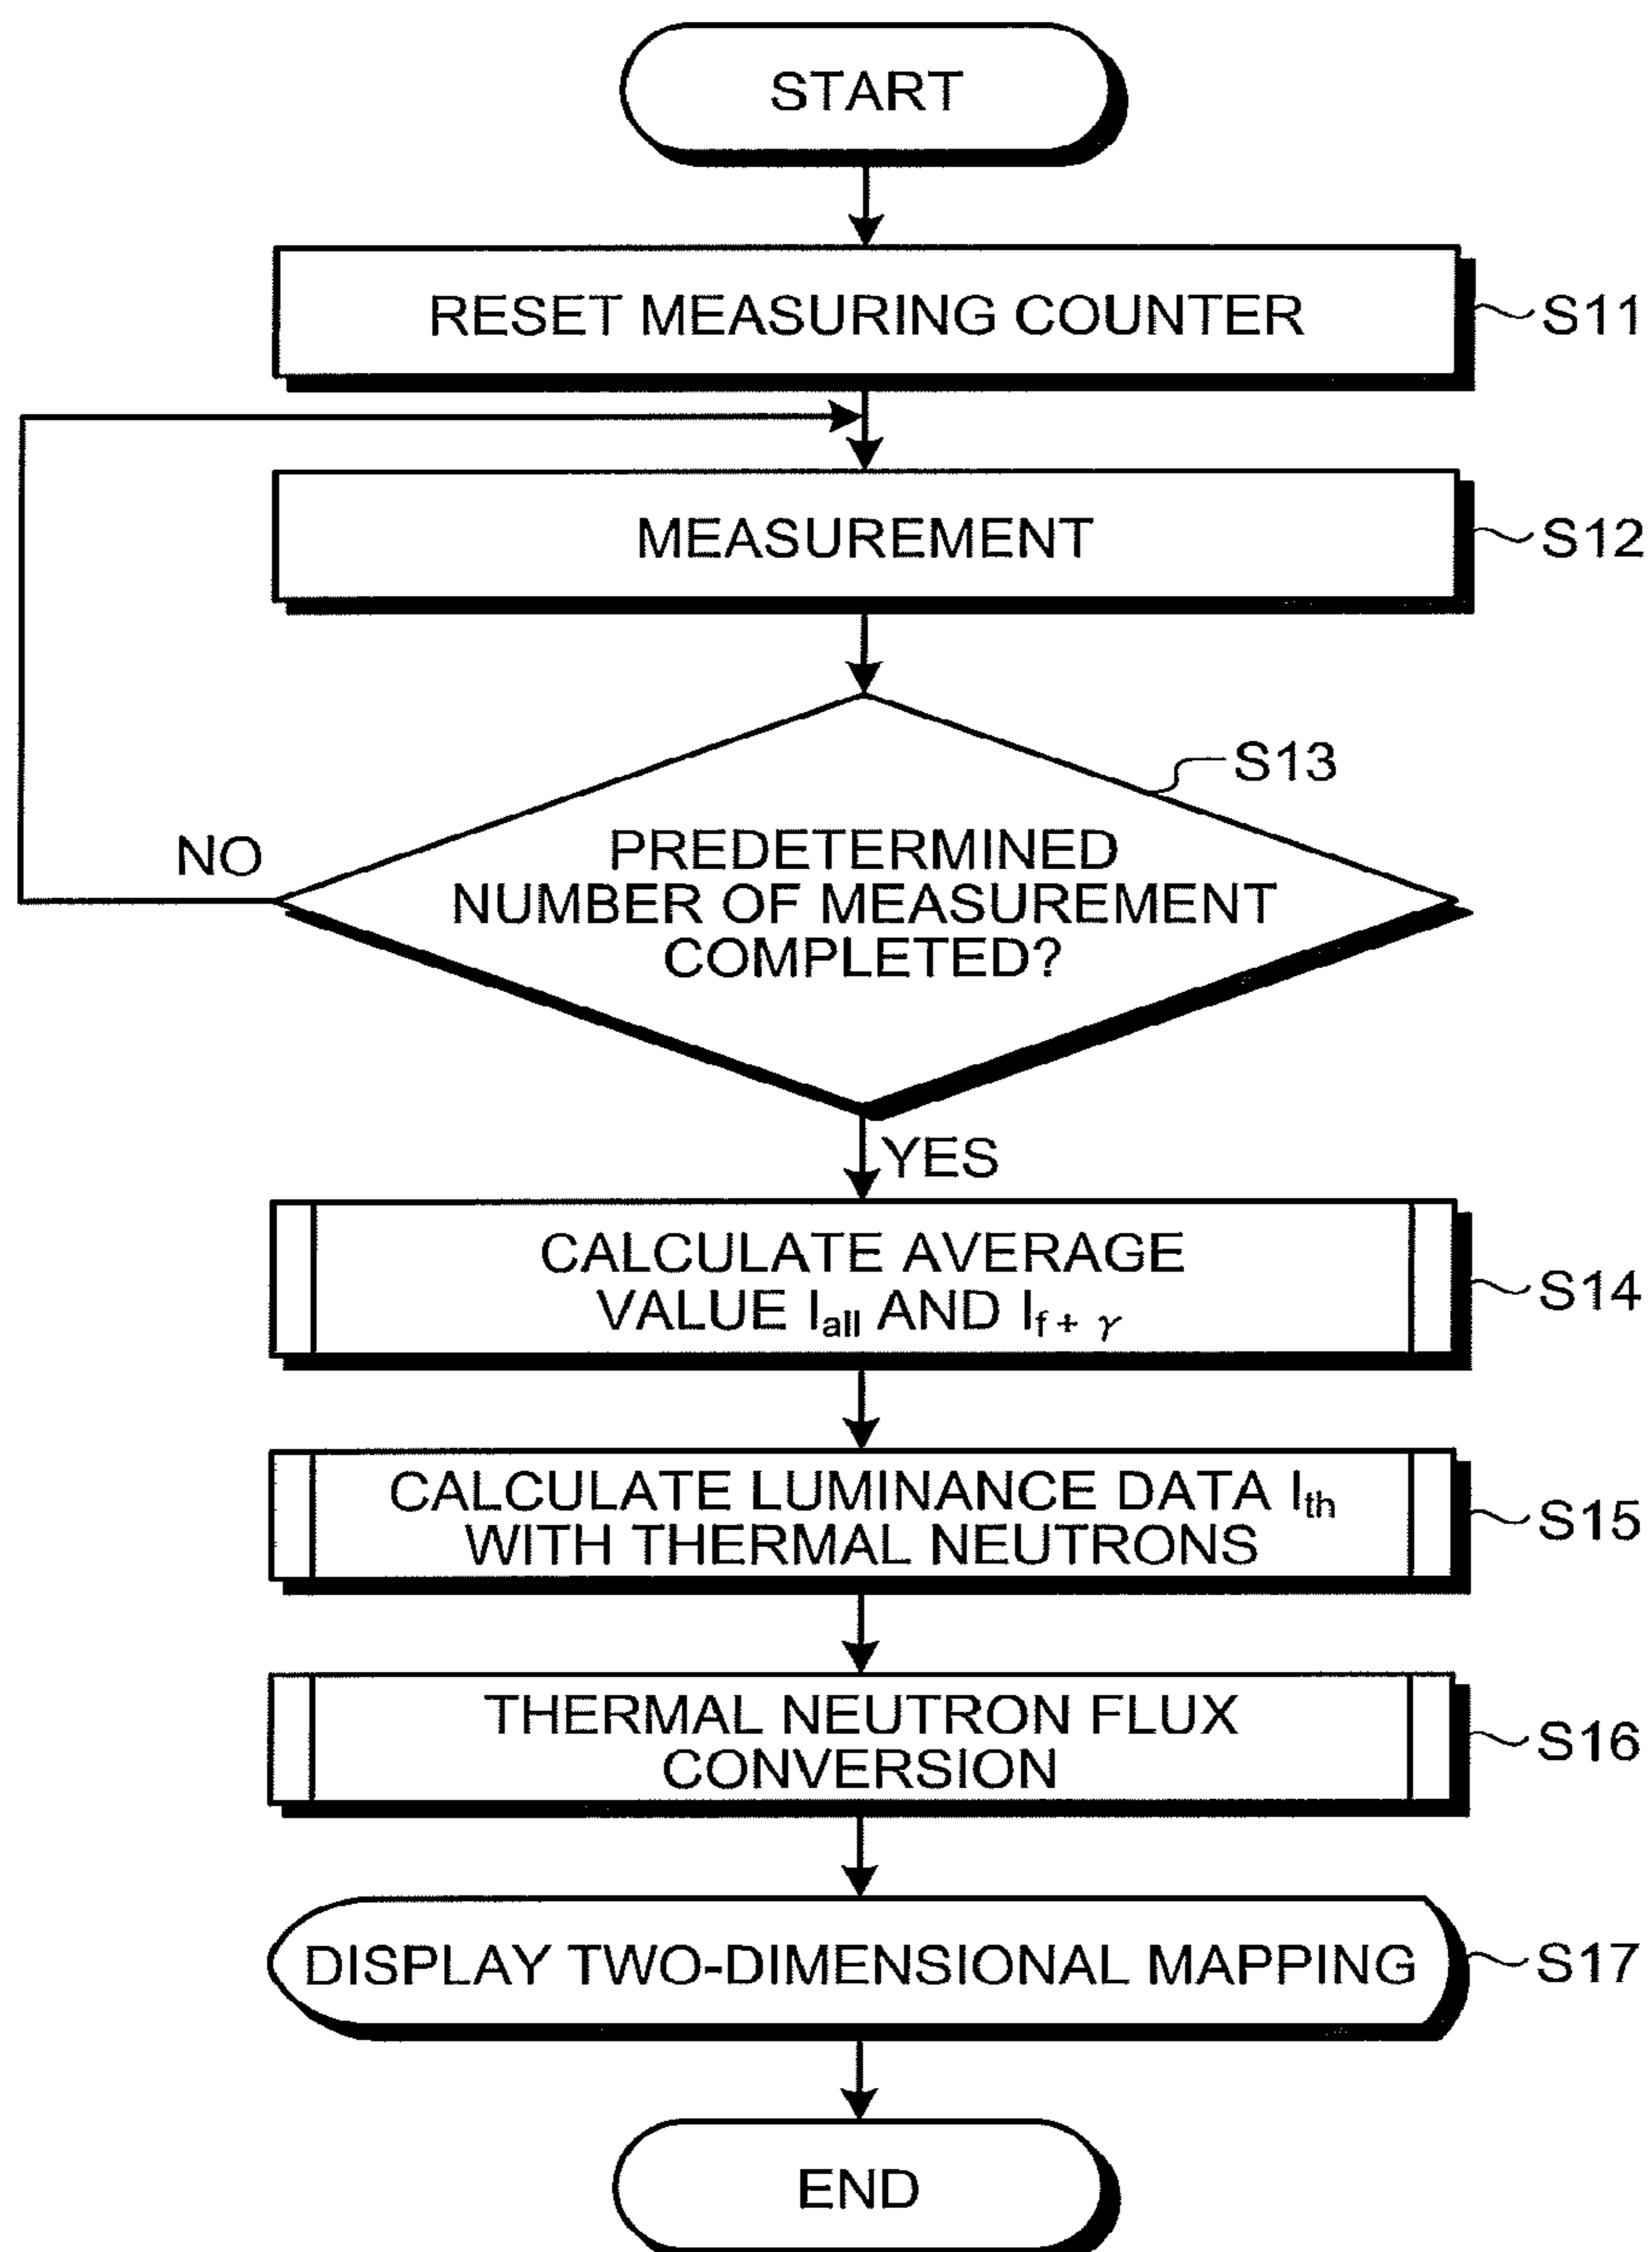 START
RESET MEASURING COUNTER
S11
MEASUREMENT
S12
S13
PREDETERMINED
NUMBER OF MEASUREMENT
COMPLETED?
NO
YES
CALCULATE AVERAGE
VALUE Iall AND If + γ
S14
CALCULATE LUMINANCE DATA Ith
WITH THERMAL NEUTRONS
S15
THERMAL NEUTRON FLUX
CONVERSION
S16
DISPLAY TWO-DIMENSIONAL MAPPING
S17
END